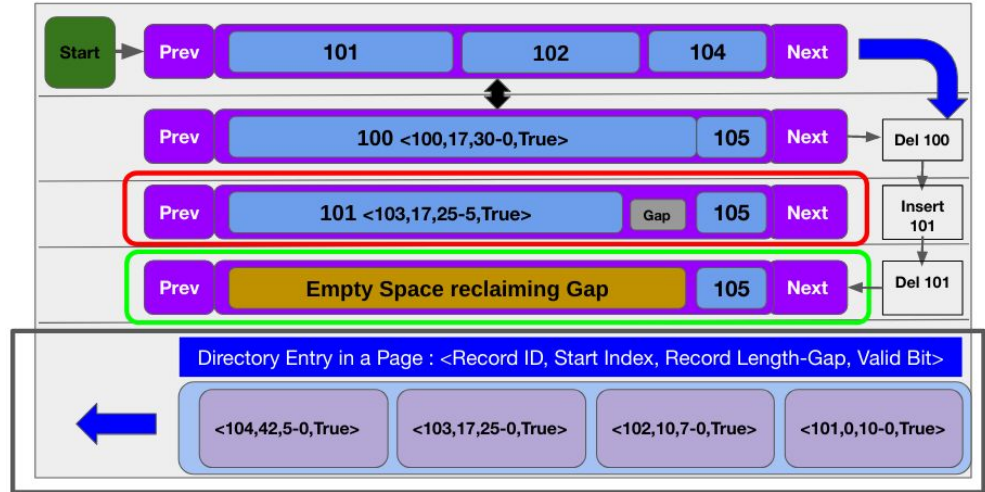 Start
Prev
101
102
104
Next
Prev
100 <100,17,30-0,True>
105
Next
Del 100
Prev
101 <103,17,25-5,True>
Gap
105
Next
Insert
101
Prev
Empty Space reclaiming Gap
105
Next
Del 101
Directory Entry in a Page : <Record ID, Start Index, Record Length-Gap, Valid Bit>
<104,42,5-0,True>
<103,17,25-0,True>
<102,10,7-0,True>
<101,0,10-0,True>